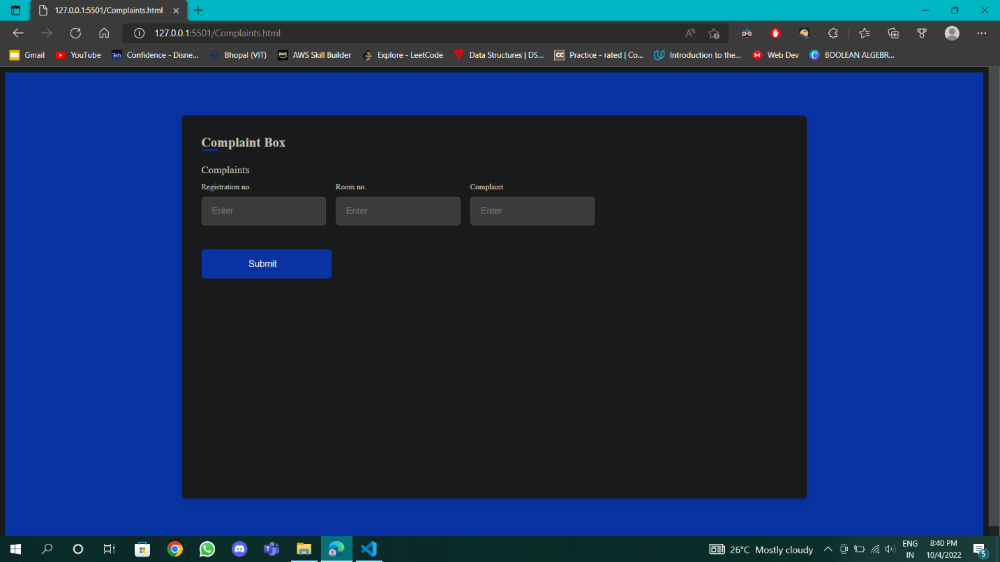 127.0.0.1:5501/Complaints.html
127.0.0.1:5501/Complaints.html
Gmail YouTube Confidence - Disne... Bhopal (VIT) AWS Skill Builder Explore - LeetCode Data Structures | DS... Practice - rated | Co... Introduction to the... Web Dev BOOLEAN ALGEBR...
Complaint Box
Complaints
Registration no. Room no. Complaint
Enter Enter Enter
Submit
26°C Mostly cloudy ENG 8:40 PM
IN 10/4/2022 5